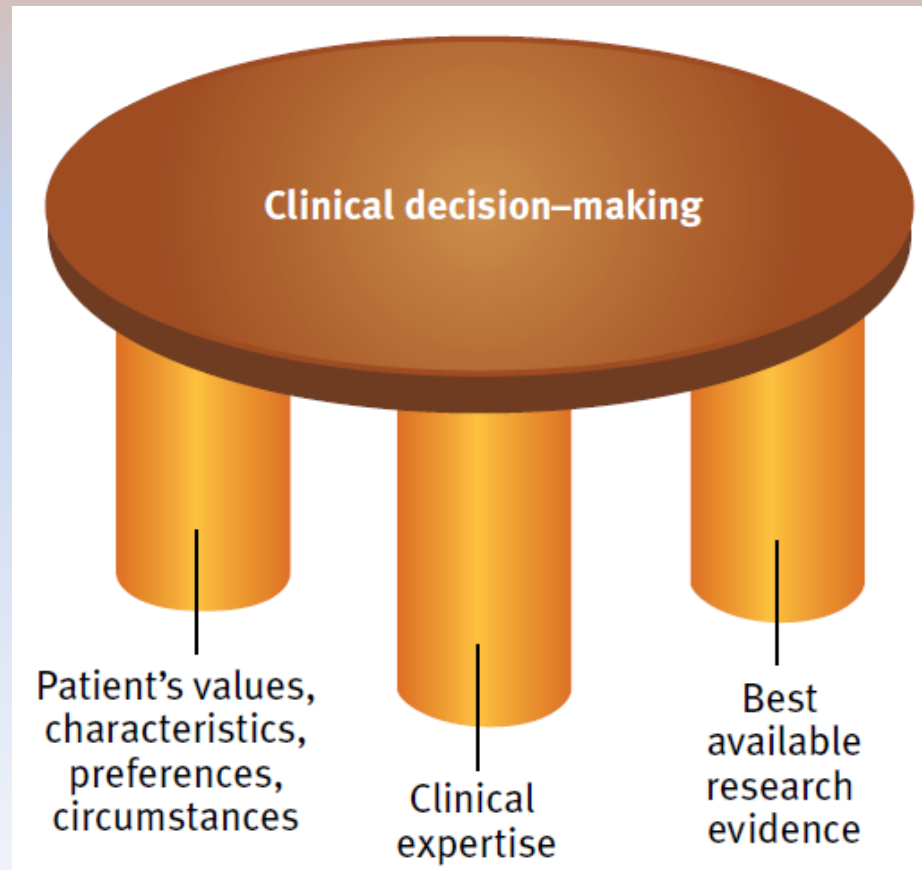 Clinical decision–making
Patient's values,
characteristics,
preferences,
circumstances
Clinical
expertise
Best
available
research
evidence